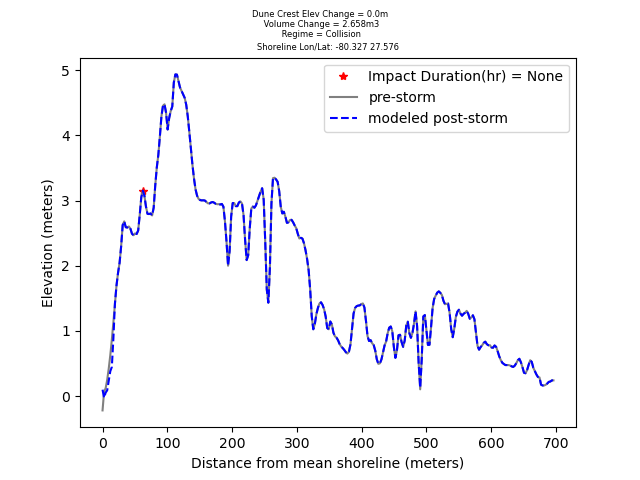 Dune Crest Elev Change = 0.0m
Volume Change = 2.658m3
Regime = Collision
Shoreline Lon/Lat: -80.327 27.576
Impact Duration(hr) = None
pre-storm
modeled post-storm
Elevation (meters)
5
4
3
2
1
0
0 100 200 300 400 500 600 700
Distance from mean shoreline (meters)